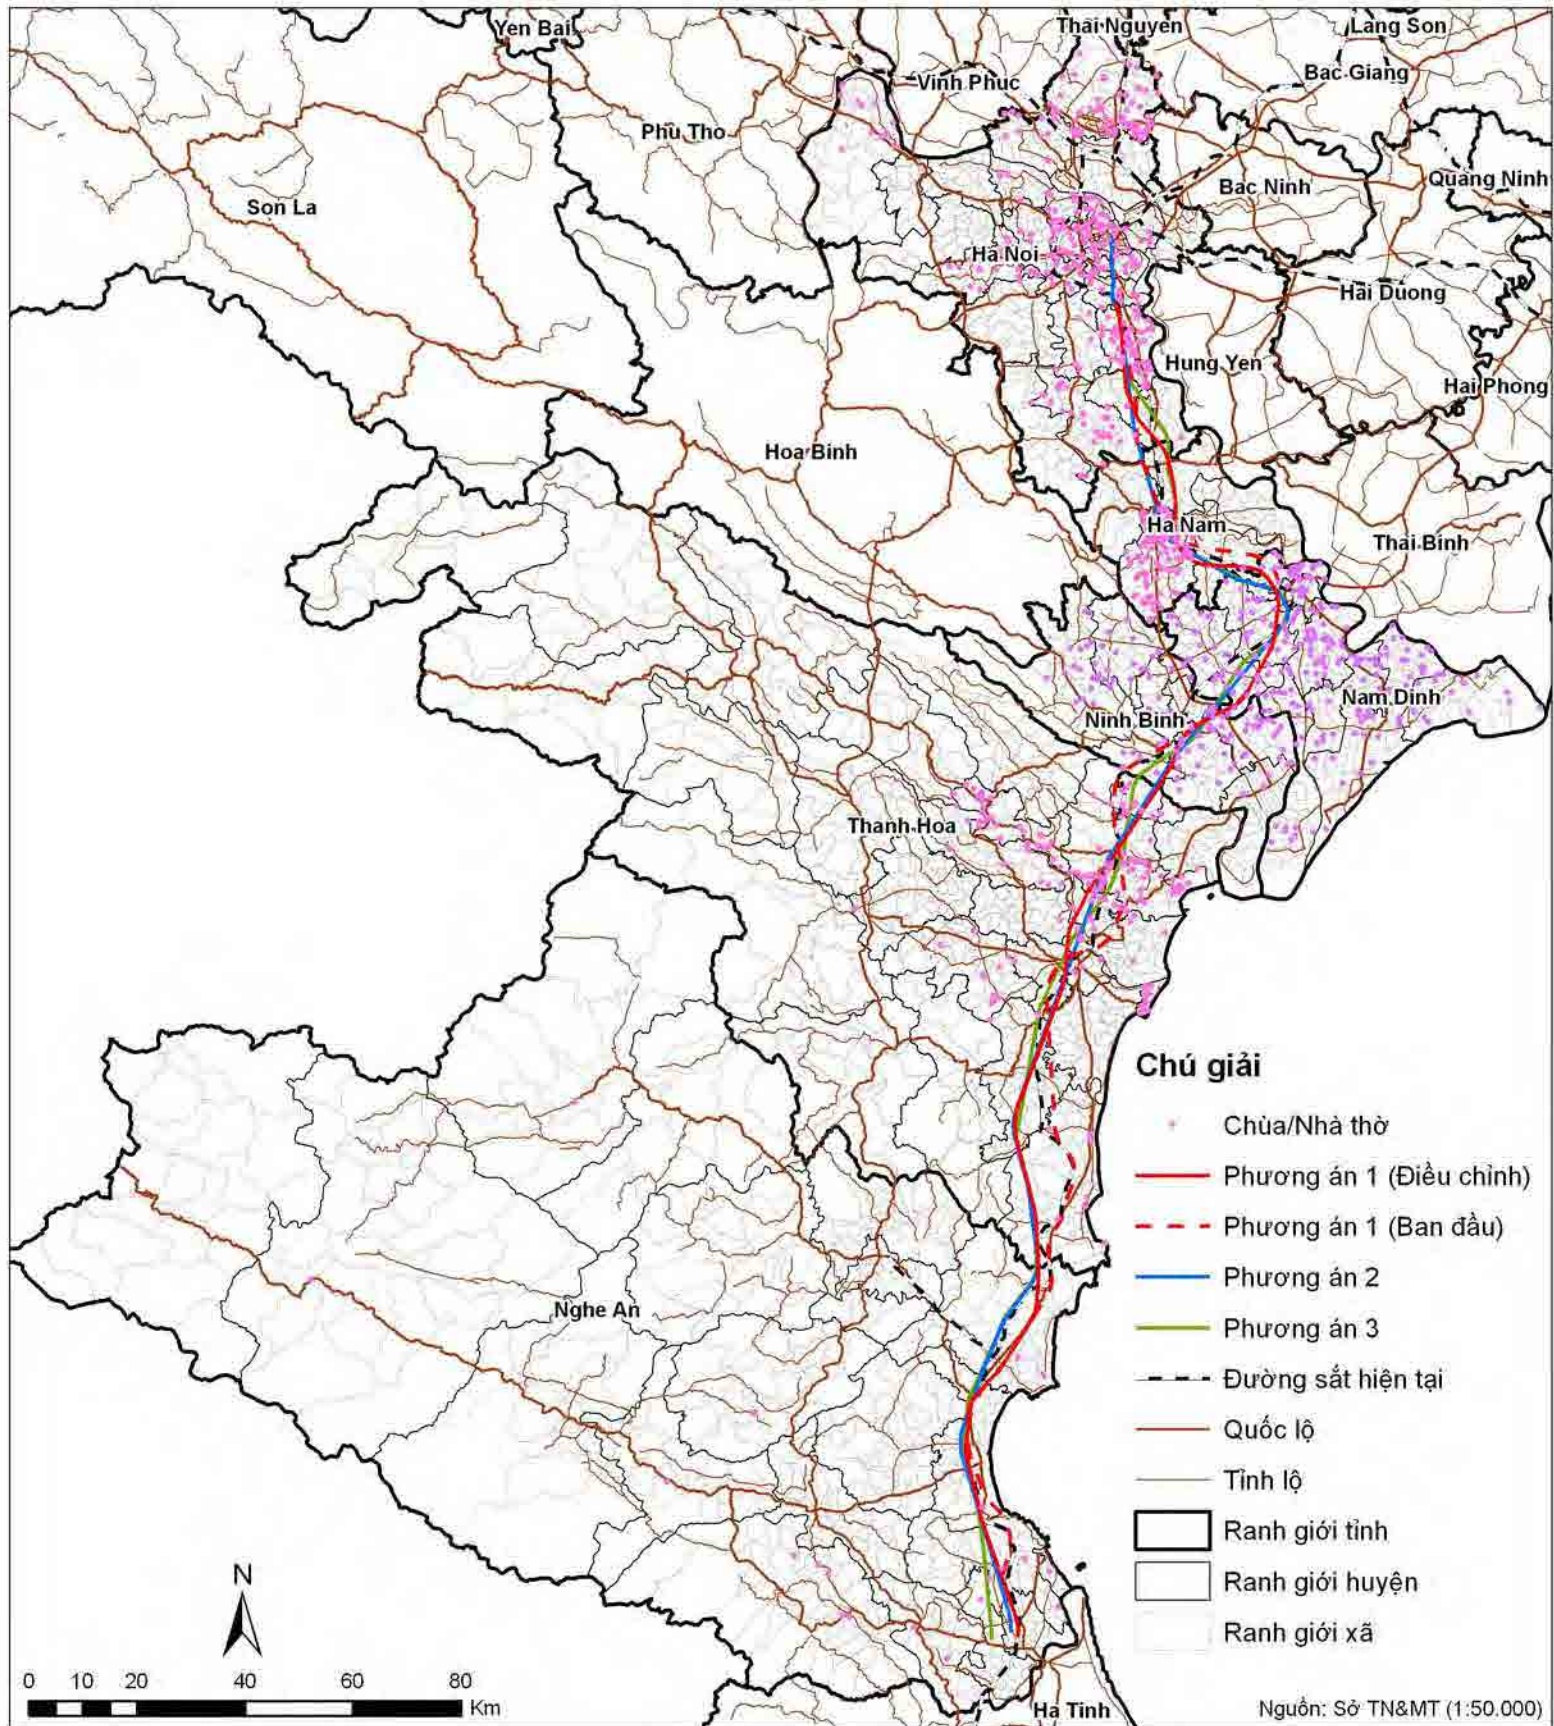 Yen Bai
Thai Nguyen
Lang Son
Vinh Phuc
Bac Giang
Phu Tho
Bac Ninh
Quang Ninh
Son La
Ha Noi
Hai Duong
Hung Yen
Hai Phong
Hoa Binh
Ha Nam
Thai Binh
Nam Dinh
Ninh Binh
Thanh Hoa
Nghe An
Ha Tinh
Chú giải
Chùa/Nhà thờ
Phương án 1 (Điều chỉnh)
Phương án 1 (Ban đầu)
Phương án 2
Phương án 3
Đường sắt hiện tại
Quốc lộ
Tỉnh lộ
Ranh giới tỉnh
Ranh giới huyện
Ranh giới xã
N
0 10 20 40 60 80
Km
Nguồn: Sở TN&MT (1:50.000)